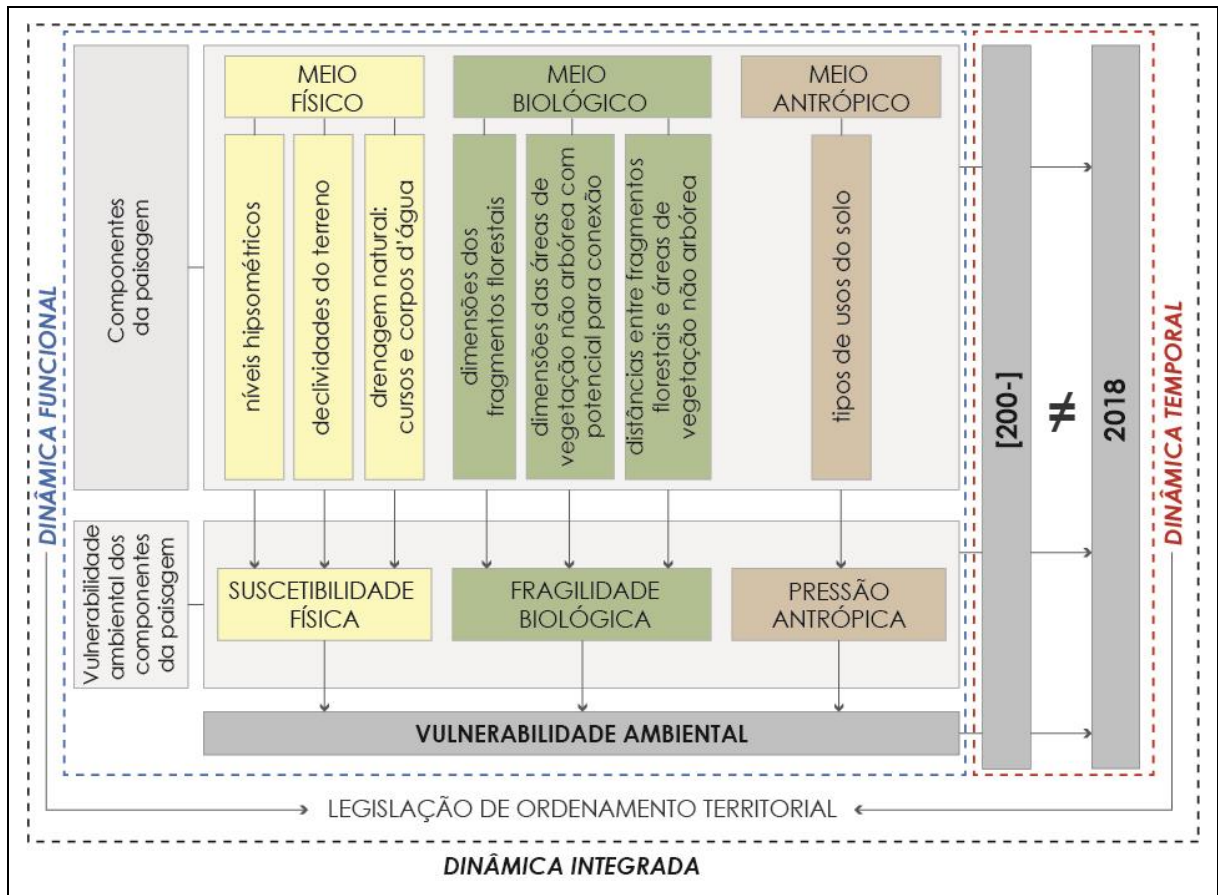 MEIO
FÍSICO
MEIO
BIOLÓGICO
MEIO
ANTRÓPICO
Componentes
da paisagem
níveis hipsométricos
declividades do terreno
drenagem natural:
cursos e corpos d'água
dimensões dos
fragmentos florestais
dimensões das áreas de
vegetação não arbórea com
potencial para conexão
distâncias entre fragmentos
florestais e áreas de
vegetação não arbórea
tipos de usos do solo
Vulnerabilidade
ambiental dos
componentes
da paisagem
SUSCETIBILIDADE
FÍSICA
FRAGILIDADE
BIOLÓGICA
PRESSÃO
ANTRÓPICA
VULNERABILIDADE AMBIENTAL
DINÂMICA FUNCIONAL
[200-]
≠
2018
DINÂMICA TEMPORAL
LEGISLAÇÃO DE ORDENAMENTO TERRITORIAL
DINÂMICA INTEGRADA